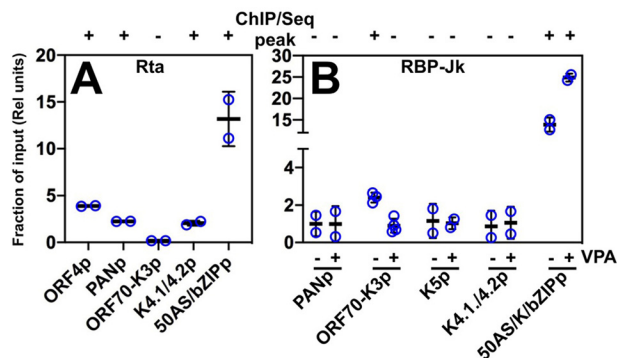 ChIP/Seq
peak
+ + - + +
- - + - - - - - + +
A Rta
B RBP-Jk
Fraction of input (Rel units)
20
15
10
5
0
30
25
20
15
4
2
0
ORF4p
PANp
ORF70-K3p
K4.1/4.2p
50AS/bZIPp
- + - + - + - + - + VPA
PANp
ORF70-K3p
K5p
K4.1./4.2p
50AS/K/bZIPp